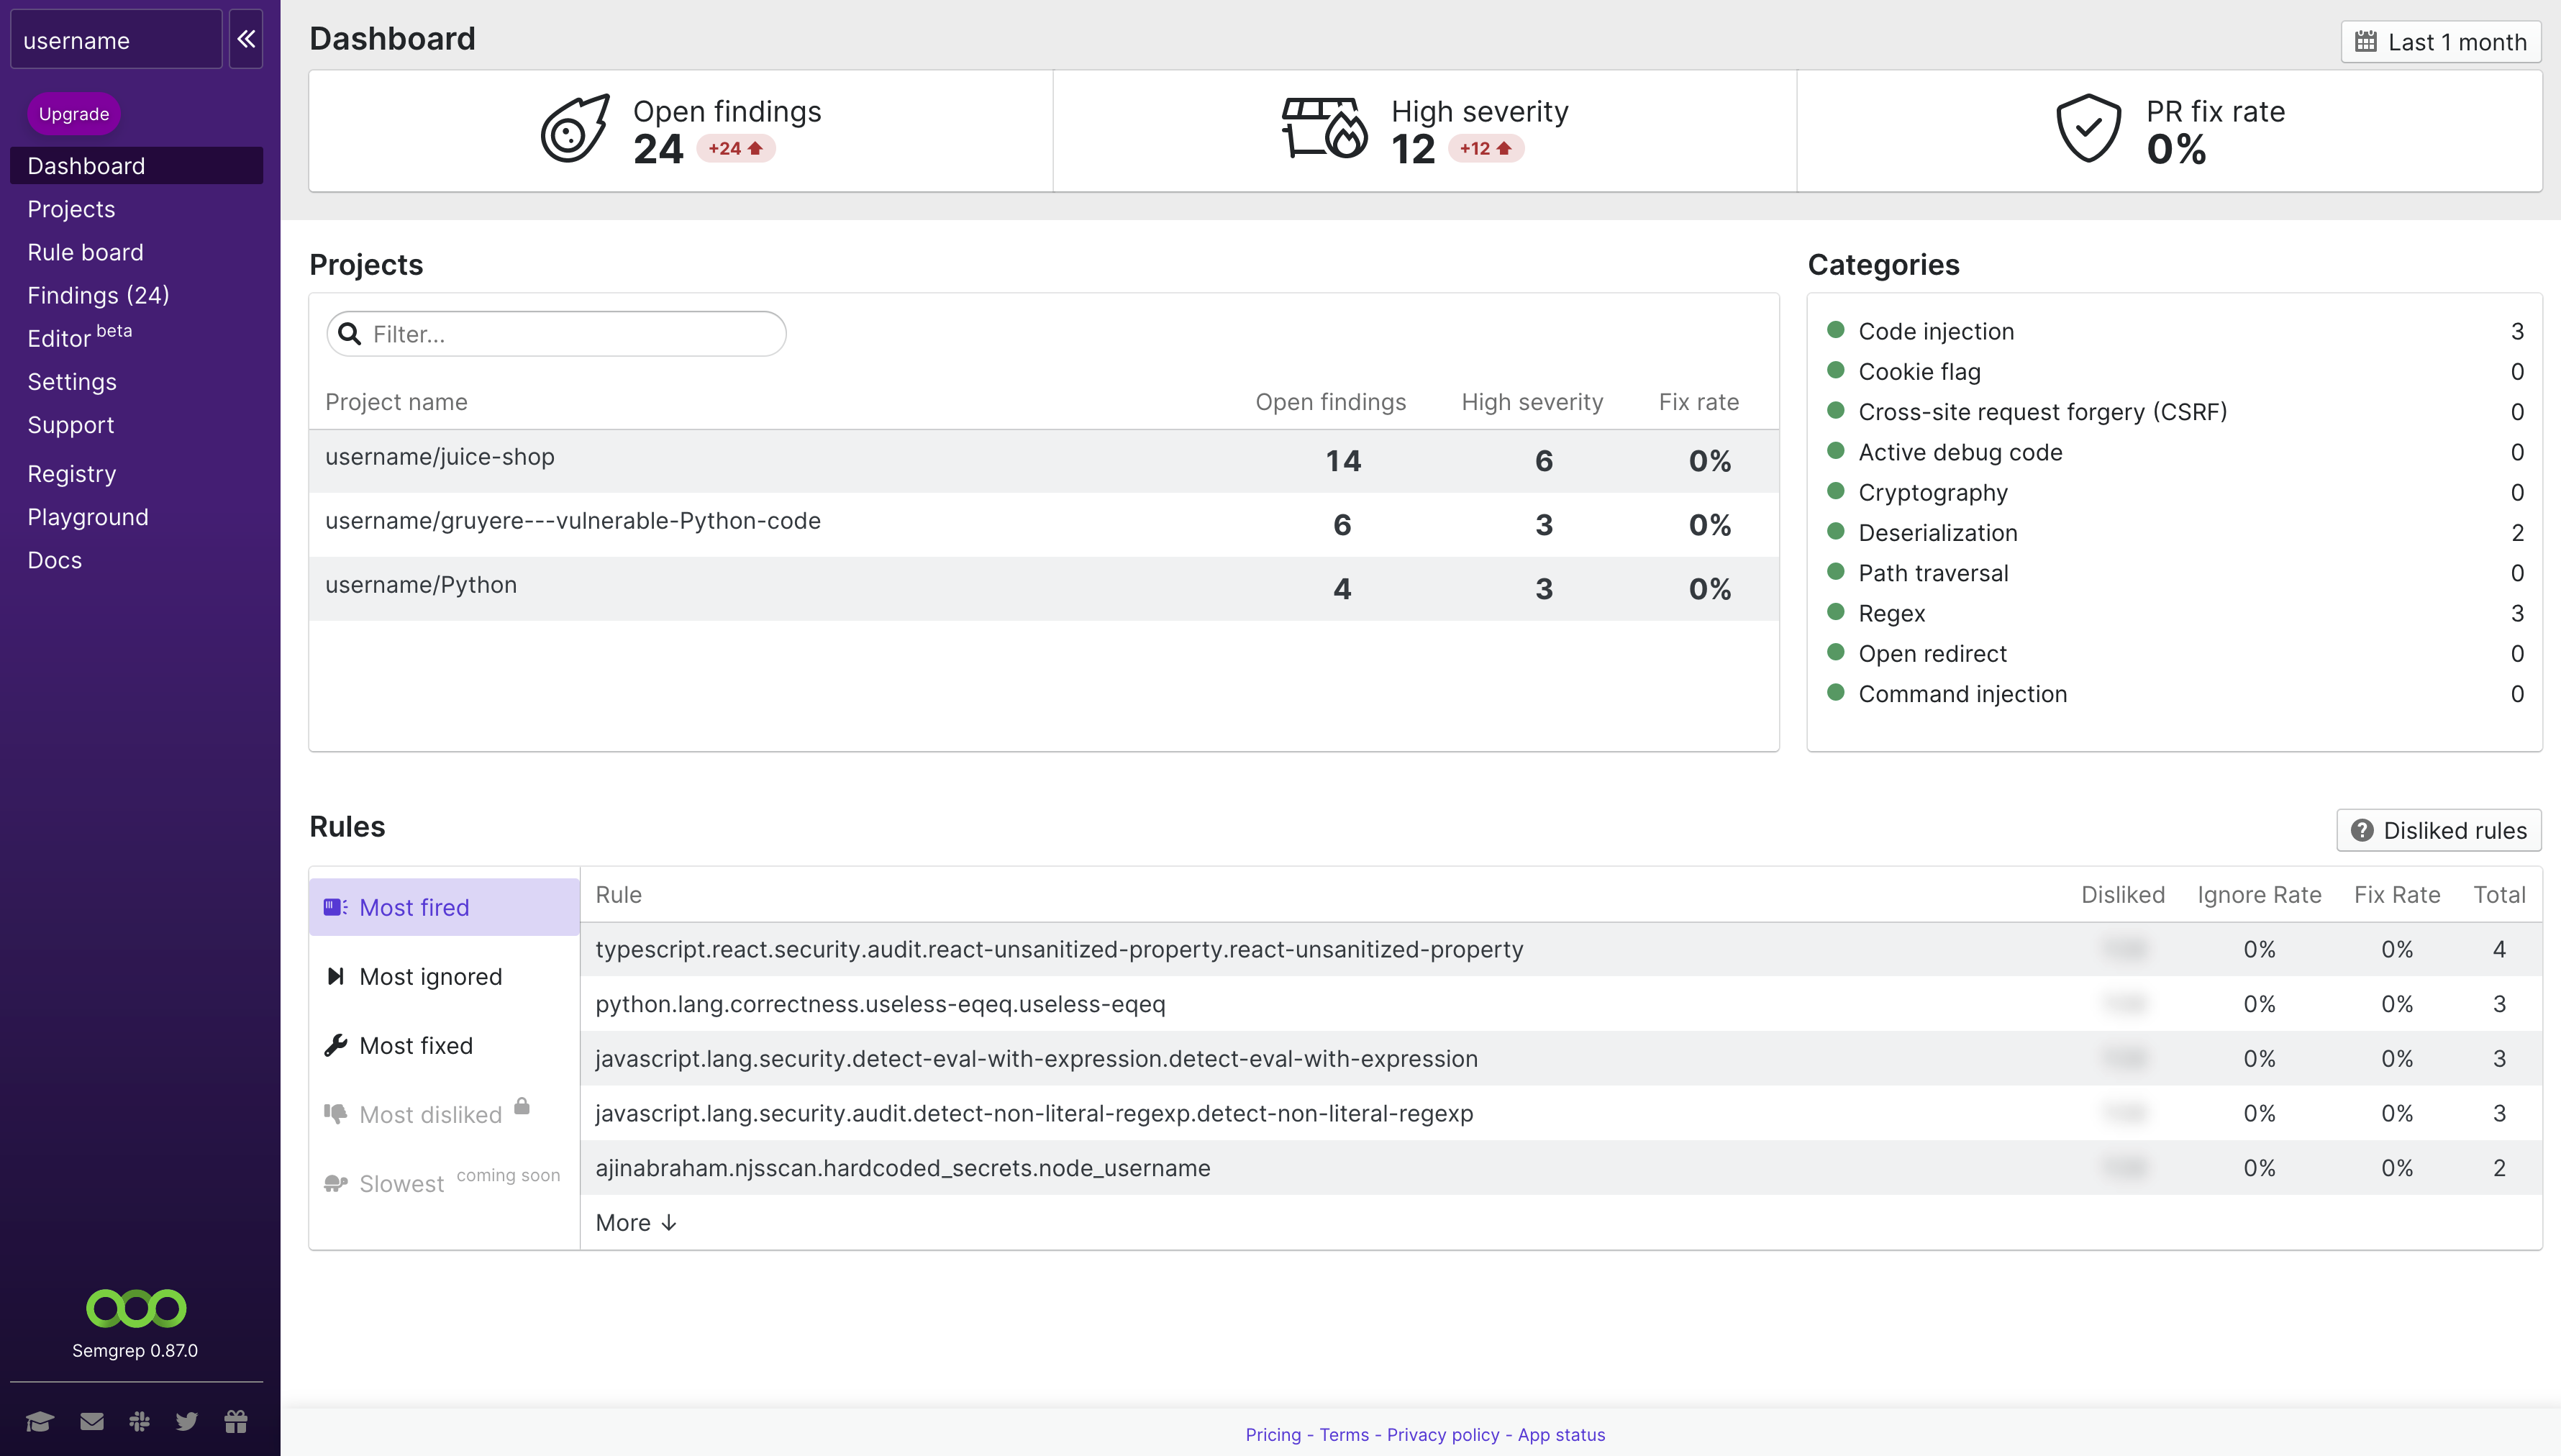 username
Upgrade
Dashboard
Projects
Rule board
Findings (24)
Editor beta
Settings
Support
Registry
Playground
Docs
Semgrep 0.87.0
Dashboard
Last 1 month
Open findings
24 +24
High severity
12 +12
PR fix rate
0%
Projects
Filter...
Project name Open findings High severity Fix rate
username/juice-shop 14 6 0%
username/gruyere---vulnerable-Python-code 6 3 0%
username/Python 4 3 0%
Categories
Code injection 3
Cookie flag 0
Cross-site request forgery (CSRF) 0
Active debug code 0
Cryptography 0
Deserialization 2
Path traversal 0
Regex 3
Open redirect 0
Command injection 0
Rules
Disliked rules
Most fired
Most ignored
Most fixed
Most disliked
Slowest coming soon
Rule Disliked Ignore Rate Fix Rate Total
typescript.react.security.audit.react-unsanitized-property.react-unsanitized-property 0% 0% 4
python.lang.correctness.useless-eqeq.useless-eqeq 0% 0% 3
javascript.lang.security.detect-eval-with-expression.detect-eval-with-expression 0% 0% 3
javascript.lang.security.audit.detect-non-literal-regexp.detect-non-literal-regexp 0% 0% 3
ajinabraham.njsscan.hardcoded_secrets.node_username 0% 0% 2
More ↓
Pricing - Terms - Privacy policy - App status